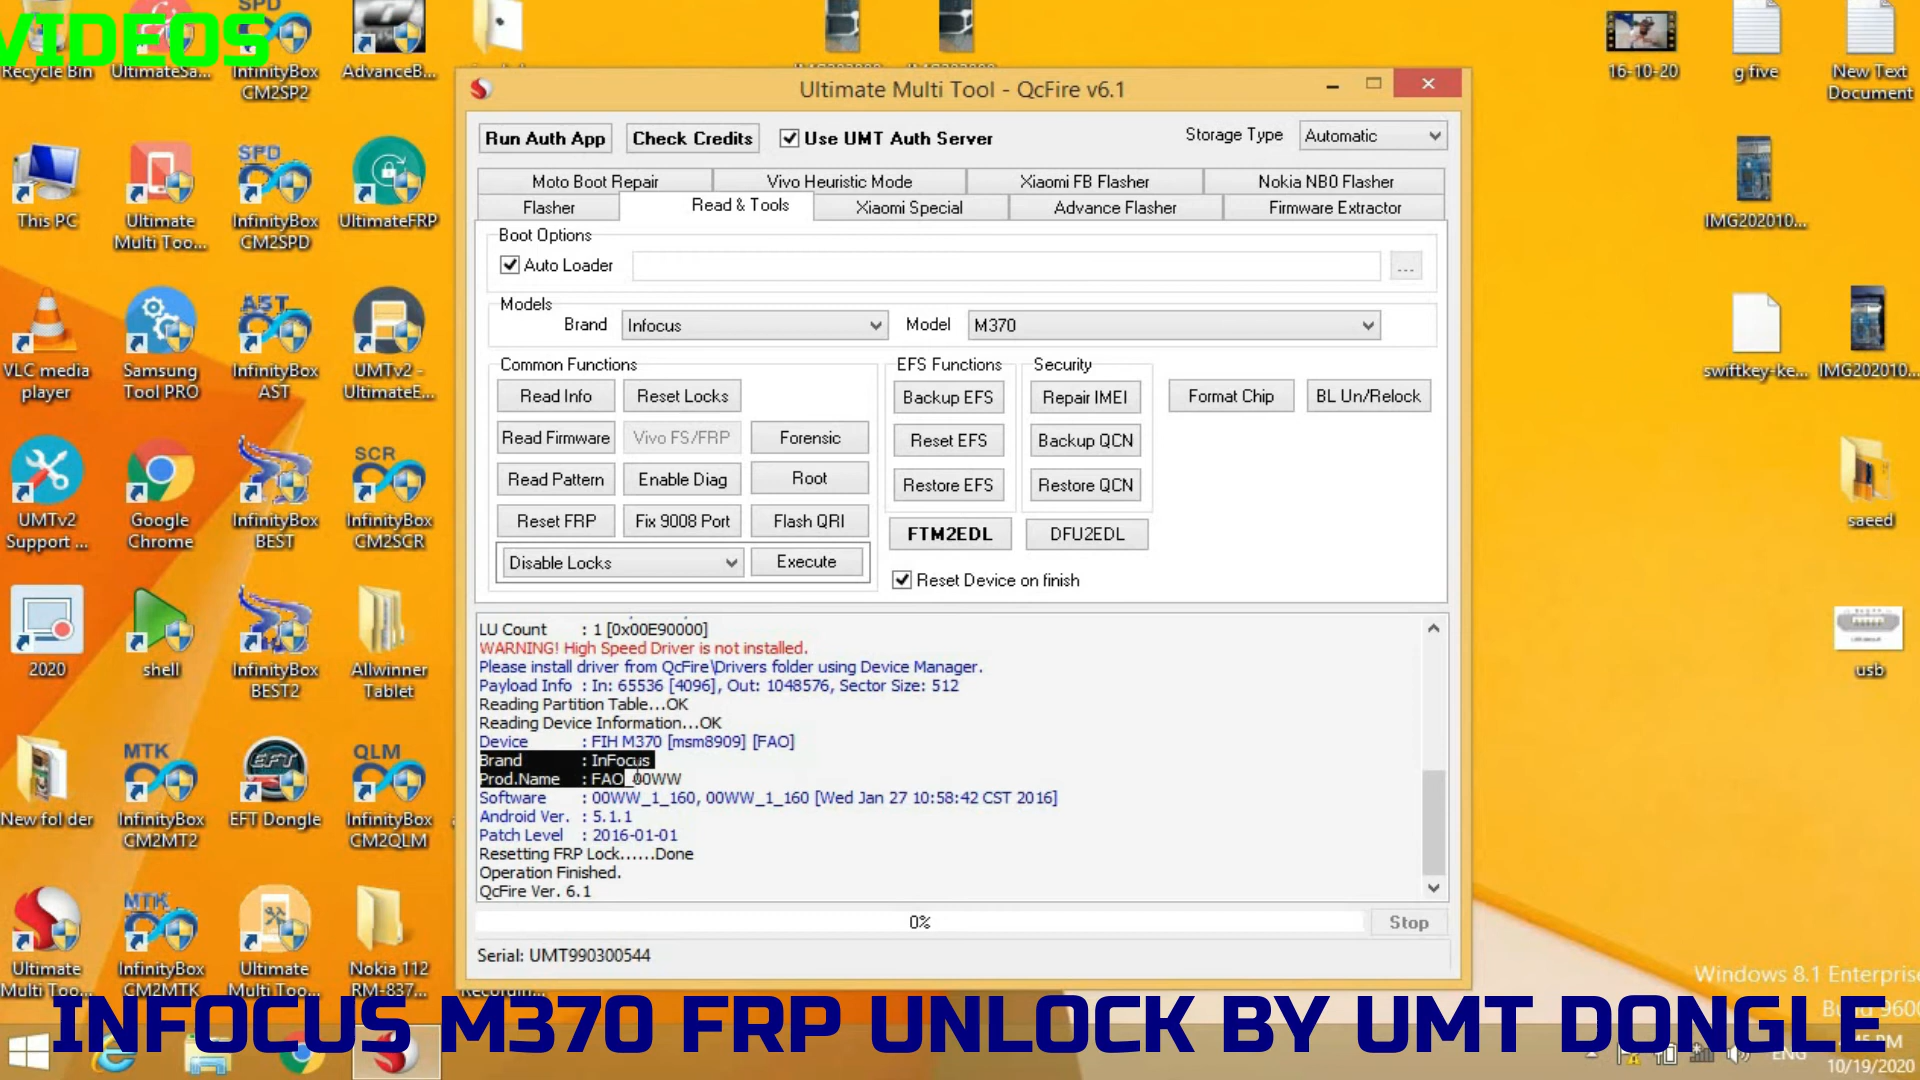 VIDEOS
Recycle Bin
UltimateSa...
SPD
InfinityBox
CM2SP2
AdvanceB...
16-10-20
g five
New Text
Document
This PC
Ultimate
Multi Too...
SPD
InfinityBox
CM2SPD
UltimateFRP
IMG202010...
VLC media
player
Samsung
Tool PRO
AST
InfinityBox
AST
UMTv2 -
UltimateE...
swiftkey-ke...
IMG202010...
UMTv2
Support ...
Google
Chrome
InfinityBox
BEST
SCR
InfinityBox
CM2SCR
saeed
2020
shell
InfinityBox
BEST2
Allwinner
Tablet
usb
New fol der
MTK
InfinityBox
CM2MT2
EFT
EFT Dongle
QLM
InfinityBox
CM2QLM
Ultimate
Multi Too...
MTK
InfinityBox
CM2MTK
Ultimate
Multi Too...
Nokia 112
RM-837...
Recordin...
Ultimate Multi Tool - QcFire v6.1
Run Auth App
Check Credits
Use UMT Auth Server
Storage Type
Automatic
Moto Boot Repair
Vivo Heuristic Mode
Xiaomi FB Flasher
Nokia NB0 Flasher
Flasher
Read & Tools
Xiaomi Special
Advance Flasher
Firmware Extractor
Boot Options
Auto Loader
...
Models
Brand
Infocus
Model
M370
Common Functions
EFS Functions
Security
Read Info
Reset Locks
Backup EFS
Repair IMEI
Format Chip
BL Un/Relock
Read Firmware
Vivo FS/FRP
Forensic
Reset EFS
Backup QCN
Read Pattern
Enable Diag
Root
Restore EFS
Restore QCN
Reset FRP
Fix 9008 Port
Flash QRI
FTM2EDL
DFU2EDL
Disable Locks
Execute
Reset Device on finish
LU Count : 1 [0x00E90000]
WARNING! High Speed Driver is not installed.
Please install driver from QcFire\Drivers folder using Device Manager.
Payload Info : In: 65536 [4096], Out: 1048576, Sector Size: 512
Reading Partition Table...OK
Reading Device Information...OK
Device : FIH M370 [msm8909] [FAO]
Brand : InFocus
Prod.Name : FAO_00WW
Software : 00WW_1_160, 00WW_1_160 [Wed Jan 27 10:58:42 CST 2016]
Android Ver. : 5.1.1
Patch Level : 2016-01-01
Resetting FRP Lock......Done
Operation Finished.
QcFire Ver. 6.1
0%
Stop
Serial: UMT990300544
Windows 8.1 Enterprise
INFOCUS M370 FRP UNLOCK BY UMT DONGLE
ENG
PM
10/19/2020